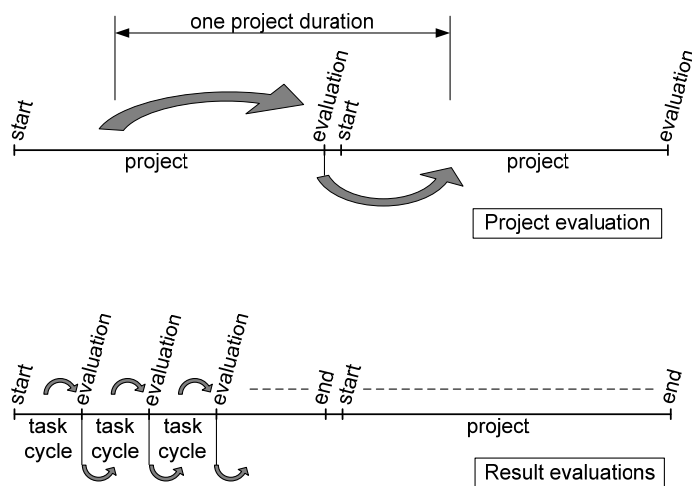 one project duration
start
evaluation
start
evaluation
project
project
Project evaluation
start
evaluation
evaluation
evaluation
end
start
end
task
cycle
task
cycle
task
cycle
project
Result evaluations